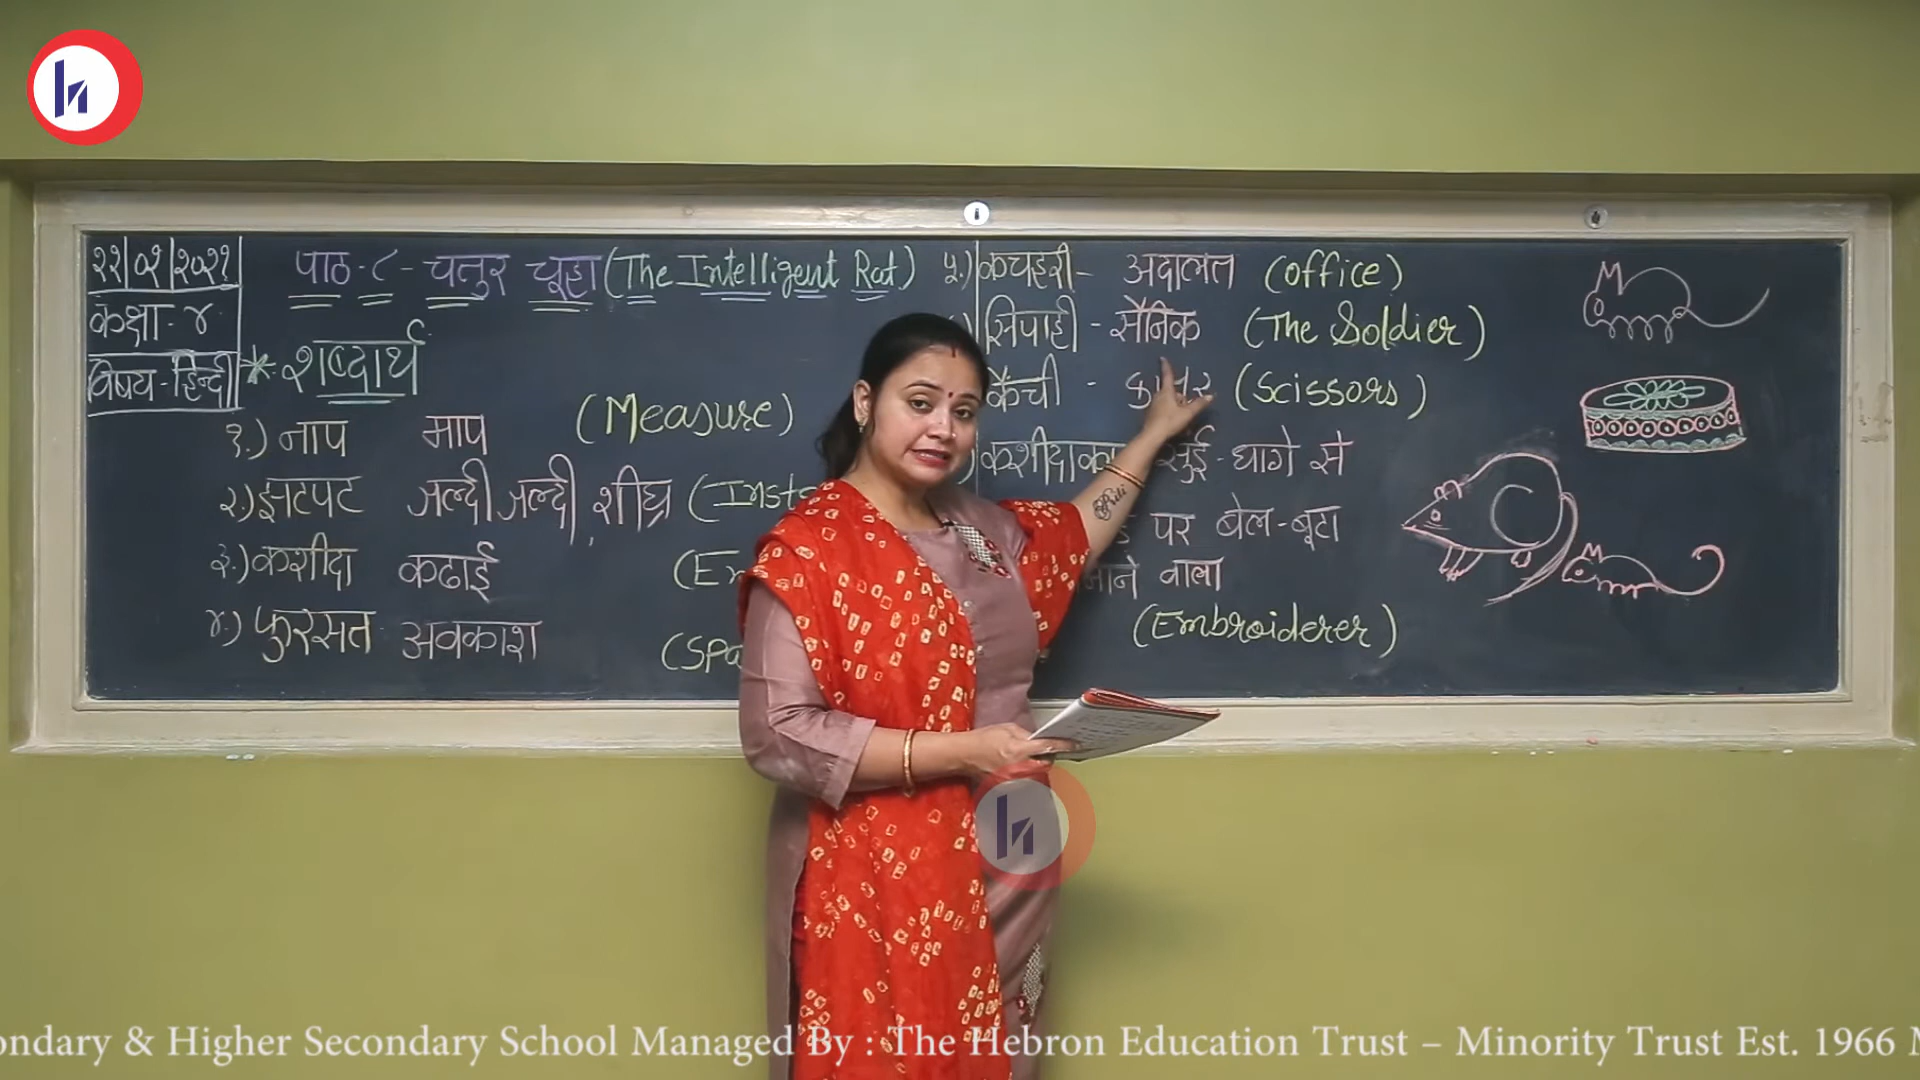 २२/०१/२०२१
कक्षा - ४
विषय - हिन्दी
पाठ - ८ - चतुर चूहा (The Intelligent Rat)
* शब्दार्थ
१.) नाप माप (Measure)
२.) झटपट जल्दी जल्दी, शीघ्र
३.) कशीदा कढाई
४.) फुरसत अवकाश
५.) कचहरी - अदालत (office)
सिपाही - सैनिक (The Soldier)
कैंची - (Scissors)
सुई - धागे से
पर बेल - बूटा
वाला
(Embroiderer)
& Higher Secondary School Managed By : The Hebron Education Trust – Minority Trust Est. 1966